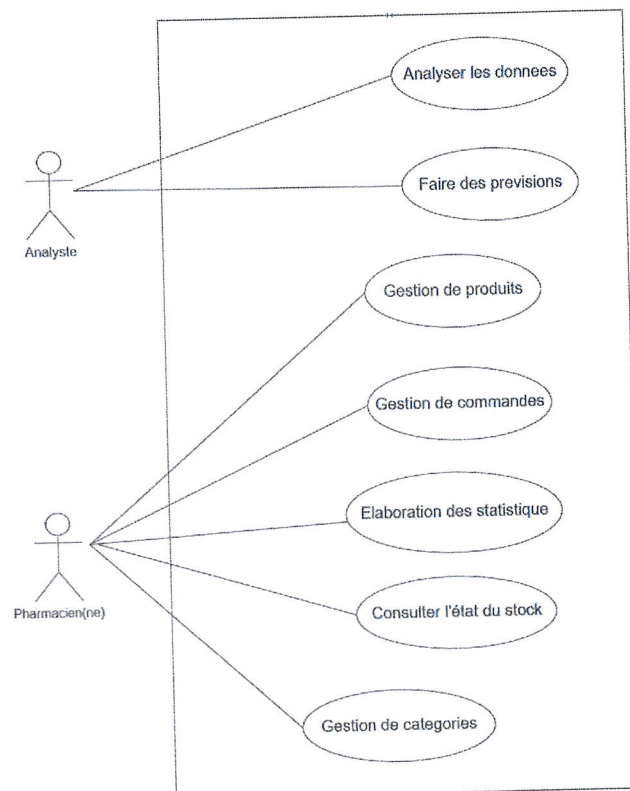 Analyser les donnees
Faire des previsions
Analyste
Gestion de produits
Gestion de commandes
Elaboration des statistique
Pharmacien(ne)
Consulter l'état du stock
Gestion de categories